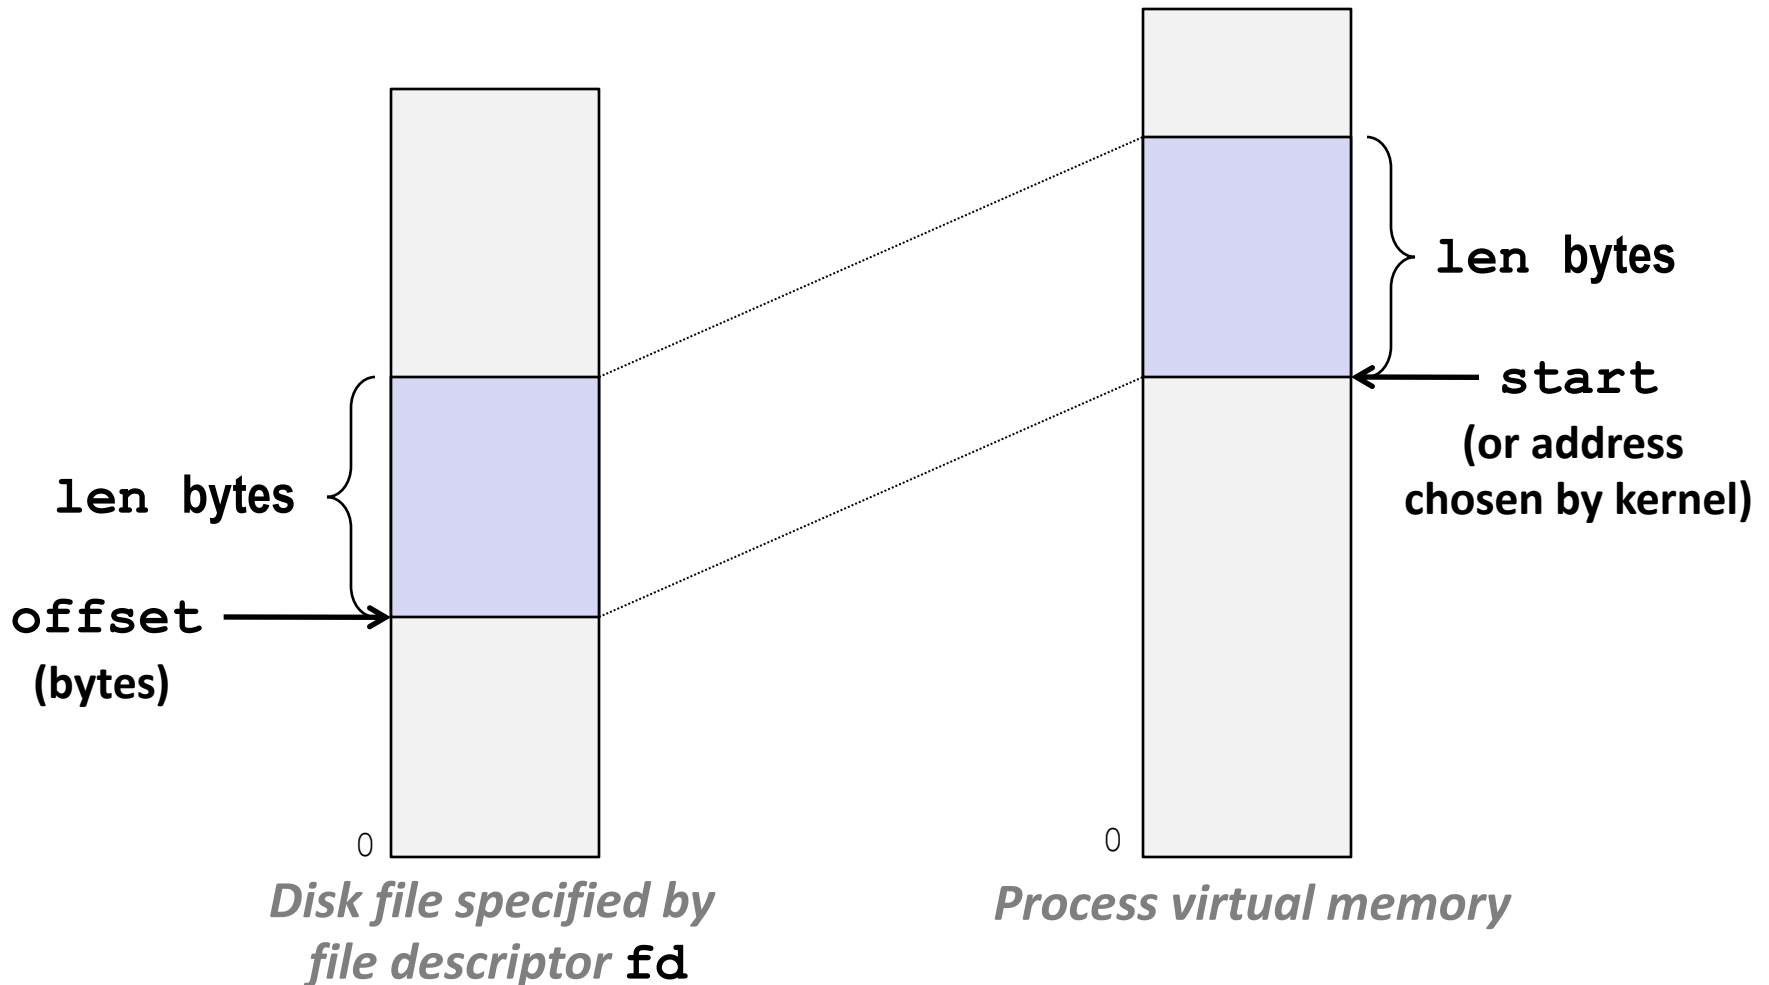 len bytes
offset
(bytes)
0
Disk file specified by
file descriptor fd
len bytes
start
(or address
chosen by kernel)
0
Process virtual memory